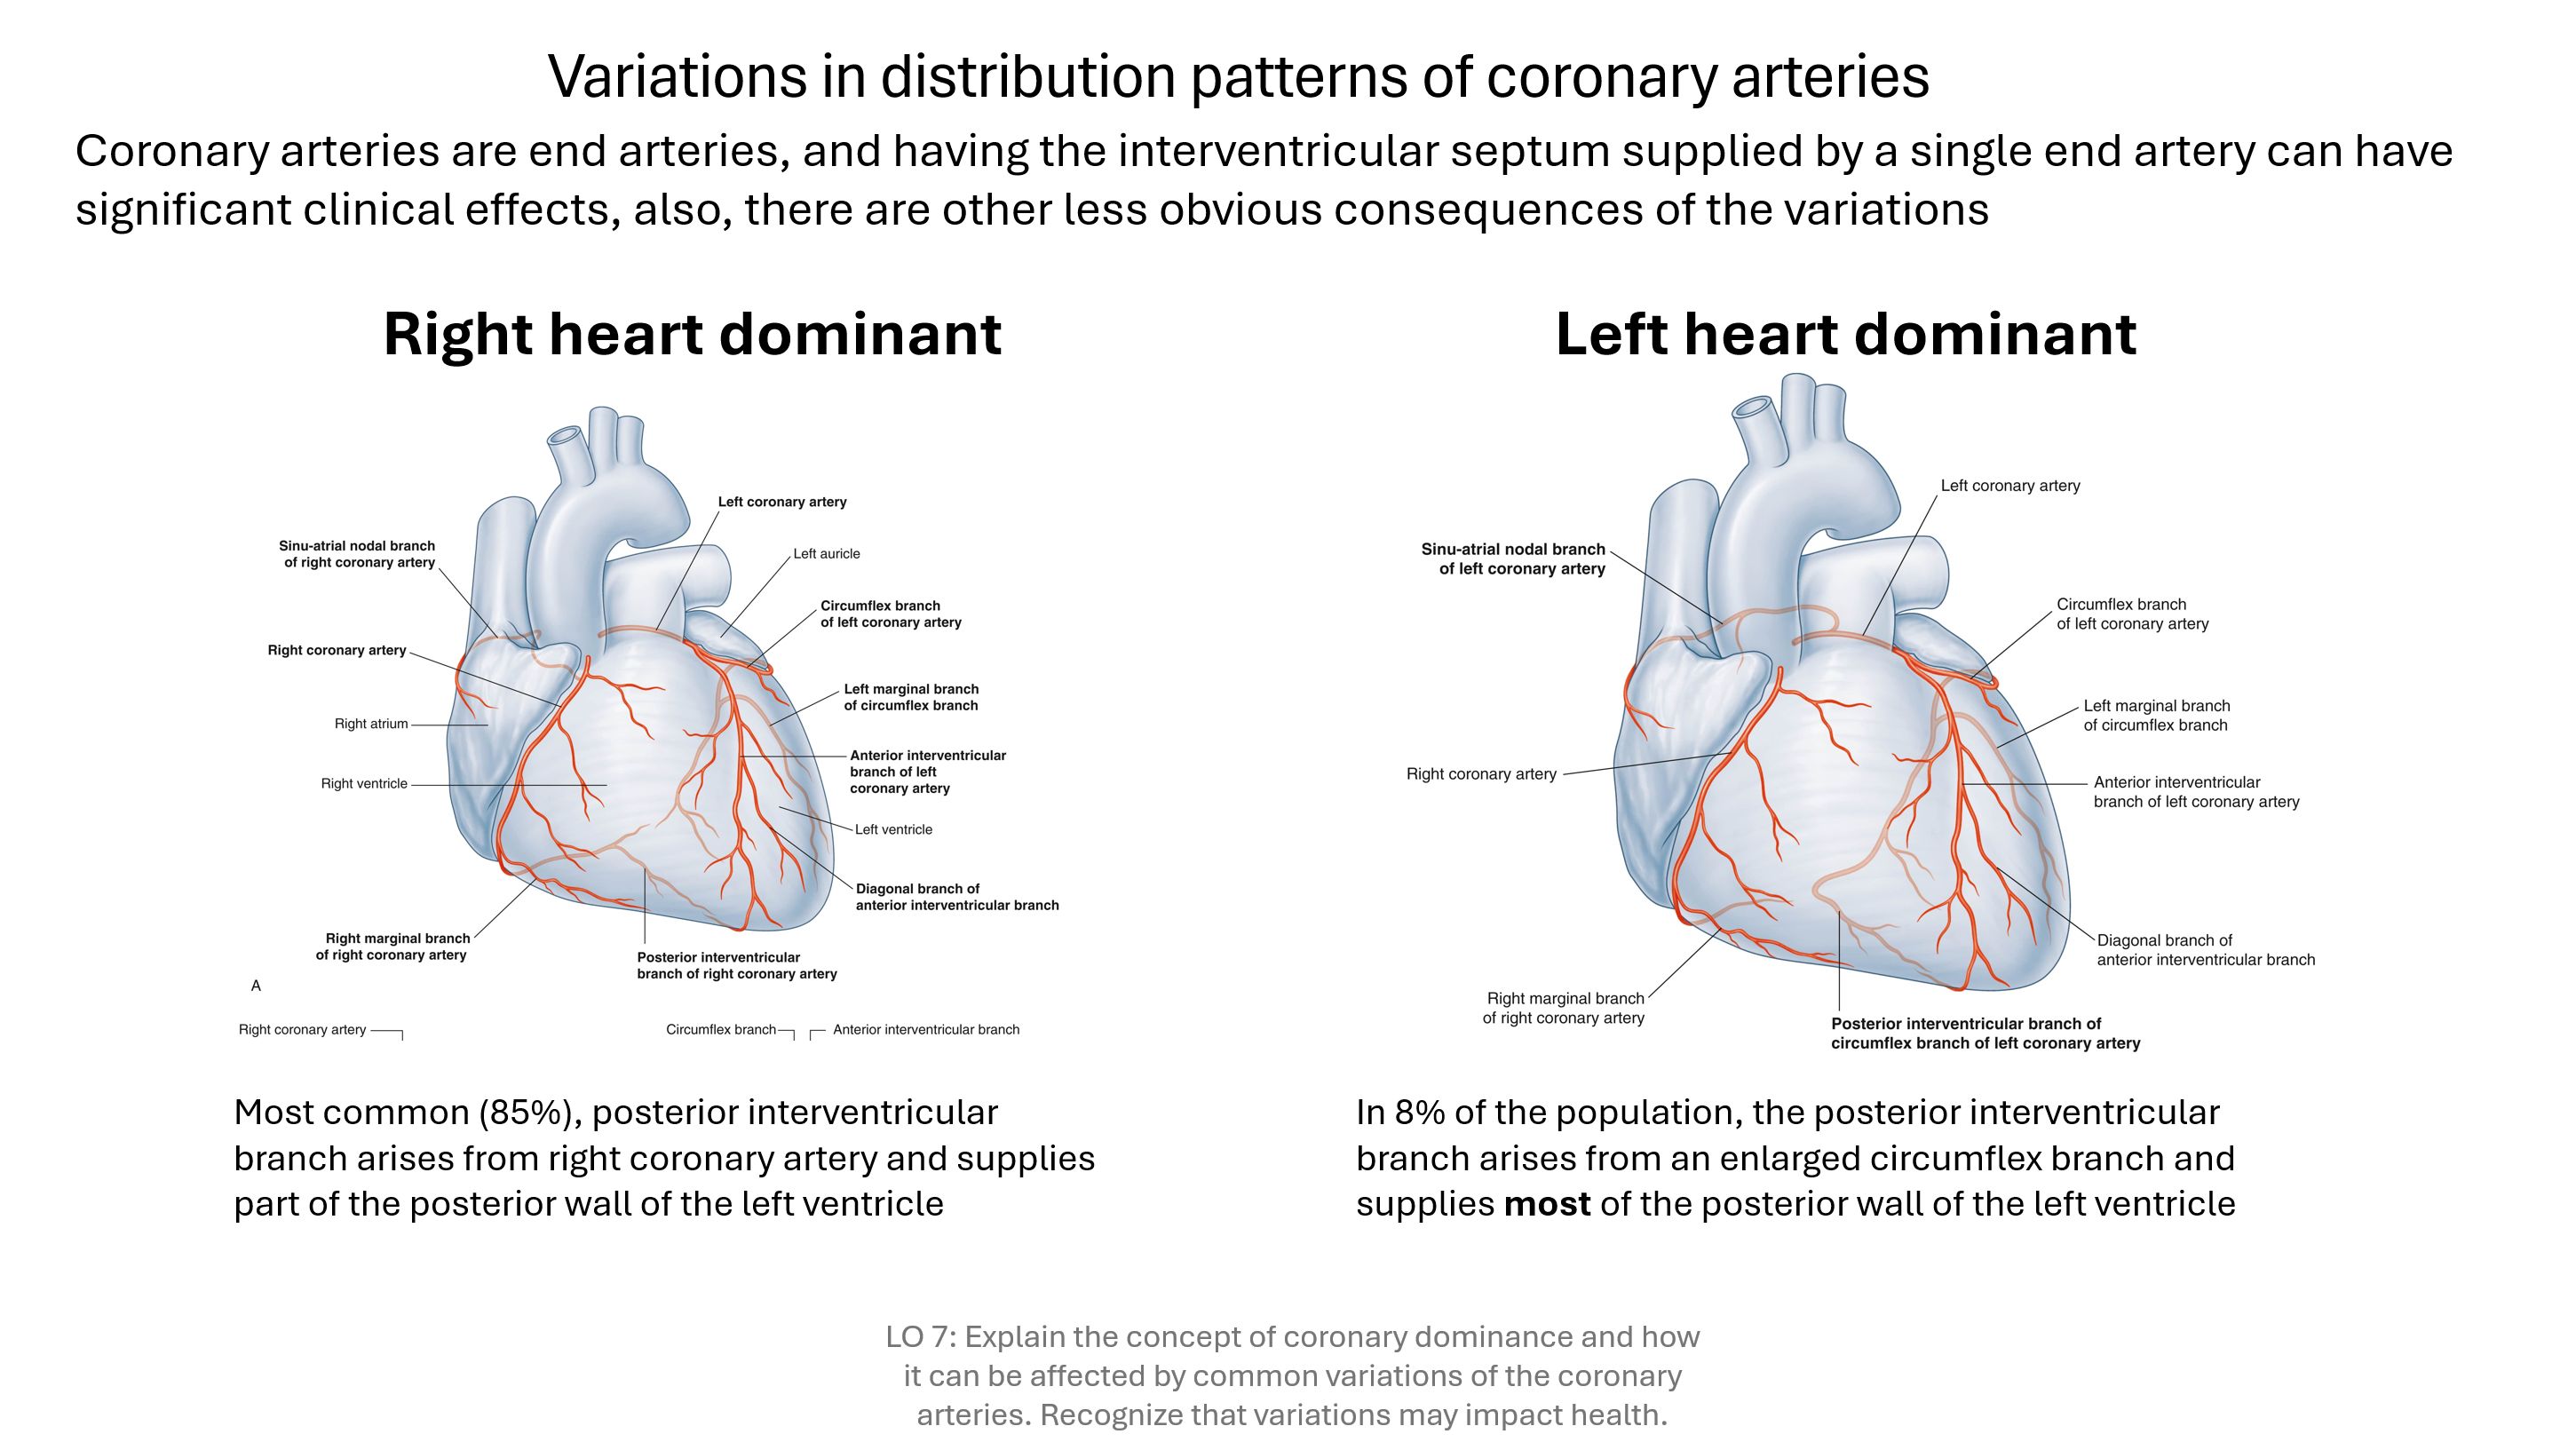 Variations in distribution patterns of coronary arteries
Coronary arteries are end arteries, and having the interventricular septum supplied by a single end artery can have
significant clinical effects, also, there are other less obvious consequences of the variations
Right heart dominant
Left coronary artery
Left auricle
Sinu-atrial nodal branch
of right coronary artery
Circumflex branch
of left coronary artery
Right coronary artery
Left marginal branch
of circumflex branch
Right atrium
Anterior interventricular
branch of left
coronary artery
Right ventricle
Left ventricle
Diagonal branch of
anterior interventricular branch
Right marginal branch
of right coronary artery
Posterior interventricular
branch of right coronary artery
A
Right coronary artery
Circumflex branch
Anterior interventricular branch
Most common (85%), posterior interventricular
branch arises from right coronary artery and supplies
part of the posterior wall of the left ventricle
Left heart dominant
Left coronary artery
Sinu-atrial nodal branch
of left coronary artery
Circumflex branch
of left coronary artery
Left marginal branch
of circumflex branch
Right coronary artery
Anterior interventricular
branch of left coronary artery
Diagonal branch of
anterior interventricular branch
Right marginal branch
of right coronary artery
Posterior interventricular branch of
circumflex branch of left coronary artery
In 8% of the population, the posterior interventricular
branch arises from an enlarged circumflex branch and
supplies most of the posterior wall of the left ventricle
LO 7: Explain the concept of coronary dominance and how
it can be affected by common variations of the coronary
arteries. Recognize that variations may impact health.